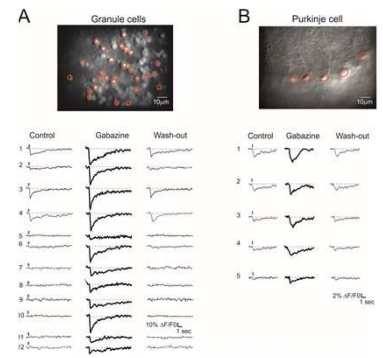 A
Granule cells
10µm
Control Gabazine Wash-out
1
2
3
4
5
6
7
8
9
10
11
12
10% ΔF/F0
1 sec
B
Purkinje cell
10µm
Control Gabazine Wash-out
1
2
3
4
5
2% ΔF/F0
1 sec